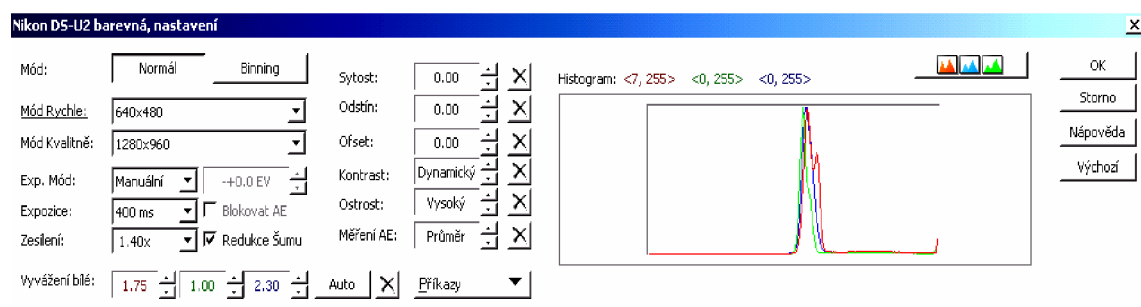 Nikon DS-U2 barevná, nastavení
Mód: Normál Binning
Mód Rychle: 640x480
Mód Kvalitně: 1280x960
Exp. Mód: Manuální -+0.0 EV
Expozice: 400 ms Blokovat AE
Zesílení: 1.40x Redukce Šumu
Vyvážení bílé: 1.75 1.00 2.30 Auto Příkazy
Sytost: 0.00
Odstín: 0.00
Ofset: 0.00
Kontrast: Dynamický
Ostrost: Vysoký
Měření AE: Průměr
Histogram: <7, 255> <0, 255> <0, 255>
OK
Storno
Nápověda
Výchozí